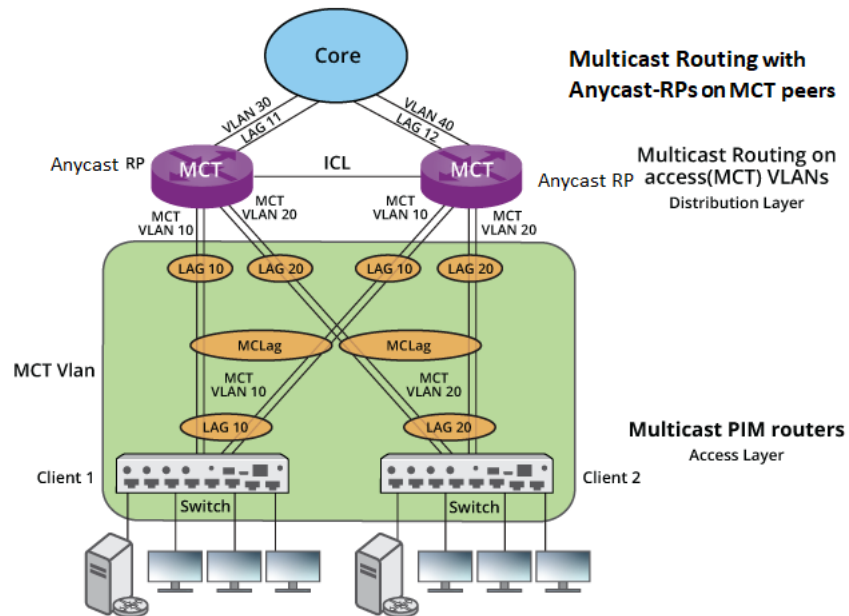 Core
Multicast Routing with
Anycast-RPs on MCT peers
VLAN 30
LAG 11
VLAN 40
LAG 12
Anycast RP
MCT
ICL
MCT
Anycast RP
Multicast Routing on
access(MCT) VLANs
Distribution Layer
MCT
VLAN 10
MCT
VLAN 20
MCT
VLAN 10
MCT
VLAN 20
LAG 10
LAG 20
LAG 10
LAG 20
MCLag
MCLag
MCT Vlan
MCT
VLAN 10
MCT
VLAN 20
LAG 10
LAG 20
Multicast PIM routers
Access Layer
Client 1
Client 2
Switch
Switch